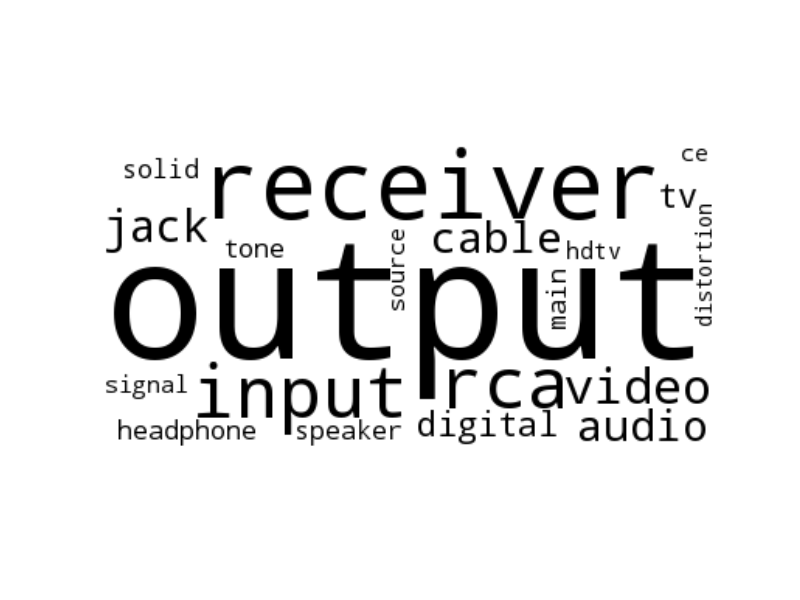 ce
solid
receiver
tv
jack
cable
tone
source
hdtv
distortion
output
main
signal
input
rca
video
headphone
speaker
digital
audio